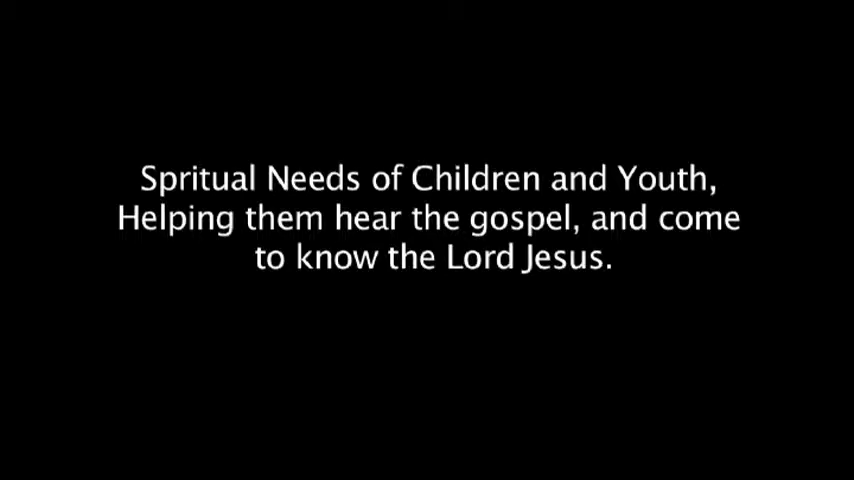 Spritual Needs of Children and Youth,
Helping them hear the gospel, and come
to know the Lord Jesus.